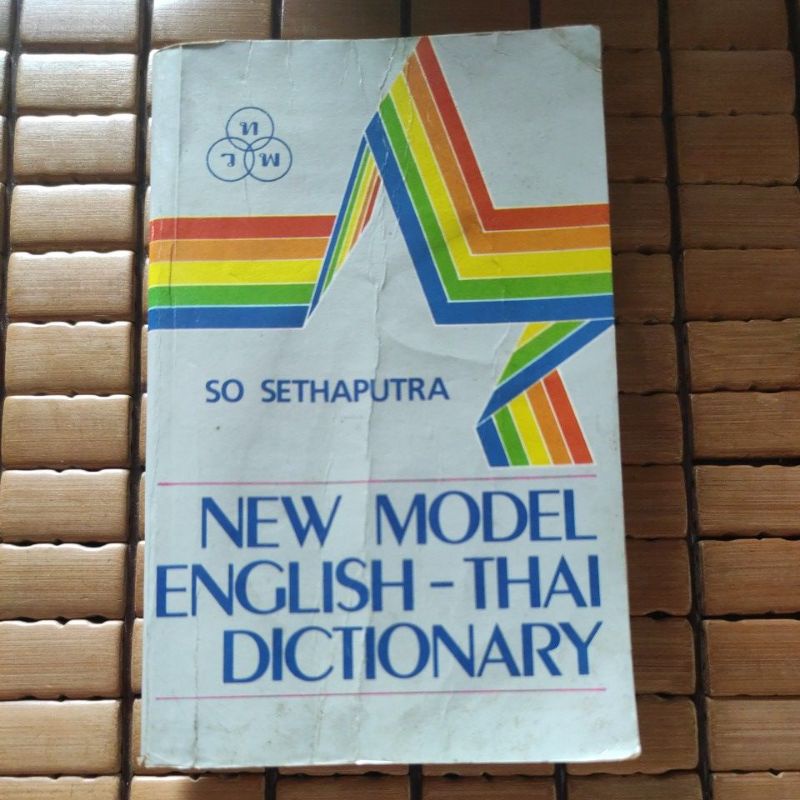 SO SETHAPUTRA
NEW MODEL
ENGLISH-THAI
DICTIONARY